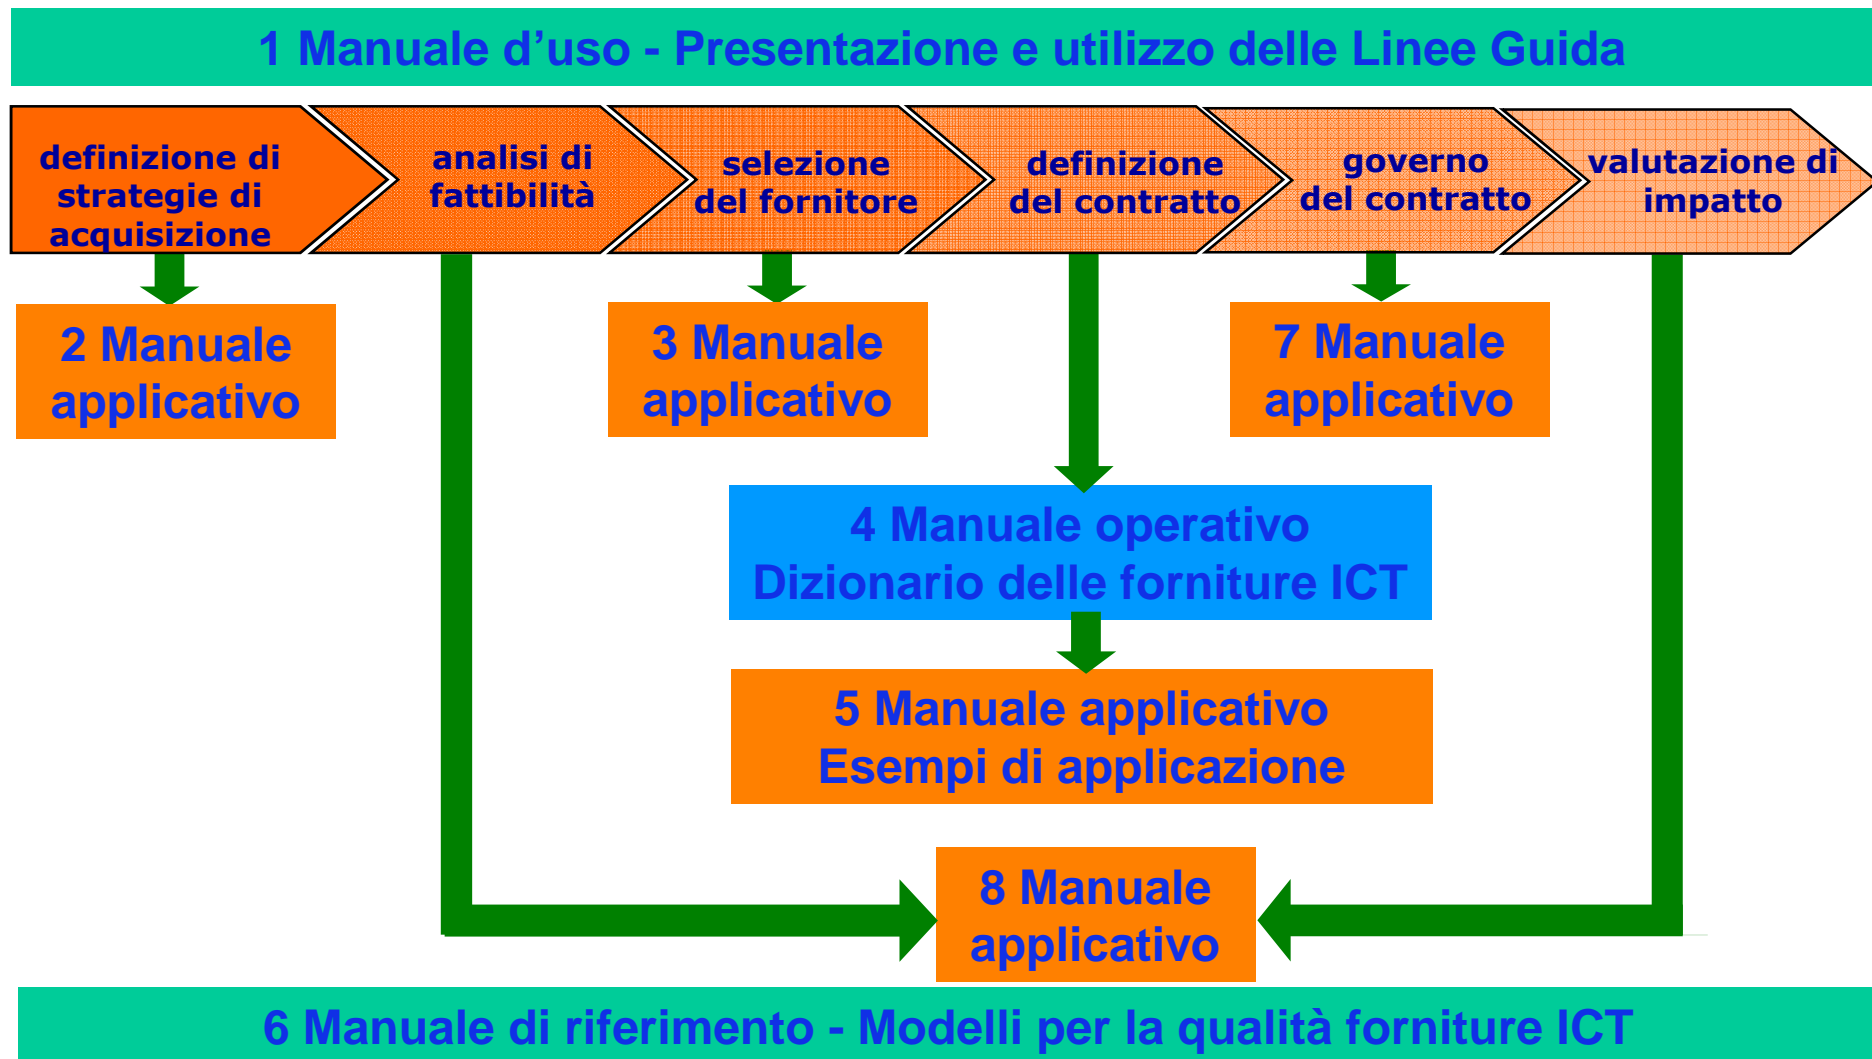 1 Manuale d’uso - Presentazione e utilizzo delle Linee Guida
definizione di
strategie di
acquisizione
analisi di
fattibilità
selezione
del fornitore
definizione
del contratto
governo
del contratto
valutazione di
impatto
2 Manuale
applicativo
3 Manuale
applicativo
7 Manuale
applicativo
4 Manuale operativo
Dizionario delle forniture ICT
5 Manuale applicativo
Esempi di applicazione
8 Manuale
applicativo
6 Manuale di riferimento - Modelli per la qualità forniture ICT